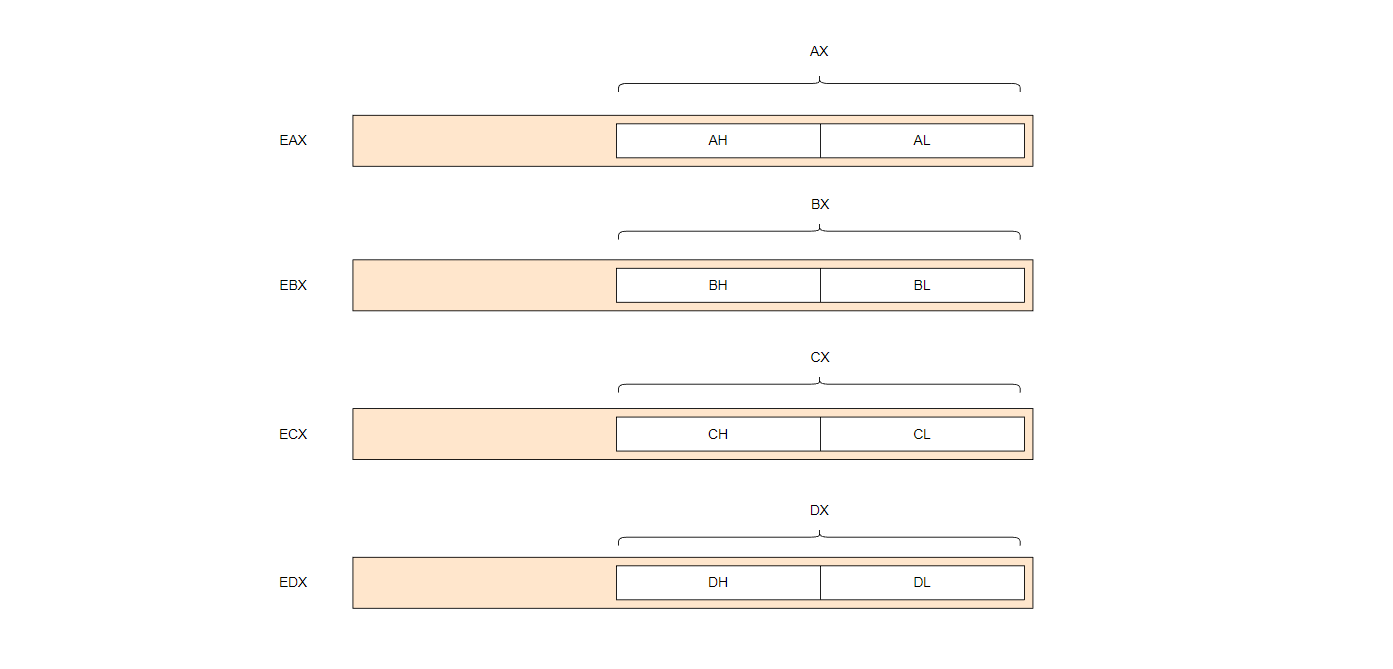 AX
EAX AH AL
BX
EBX BH BL
CX
ECX CH CL
DX
EDX DH DL